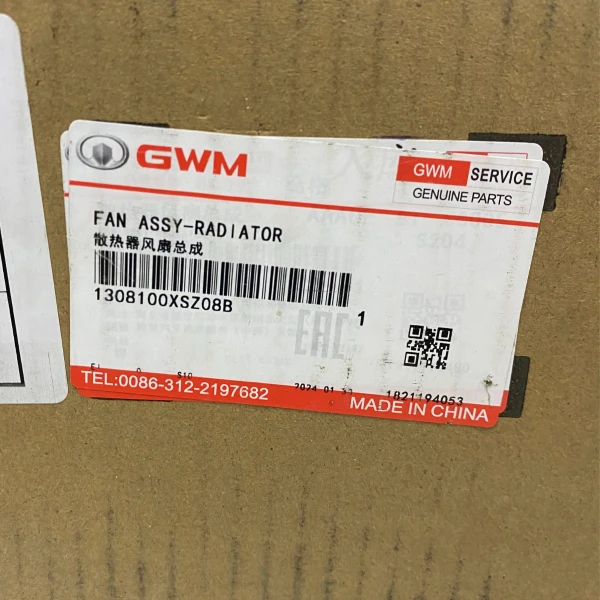 GWM
GWM SERVICE
GENUINE PARTS
FAN ASSY-RADIATOR
散热器风扇总成
1308100XSZ08B
1
EAC
S10
1821194053
TEL:0086-312-2197682
MADE IN CHINA